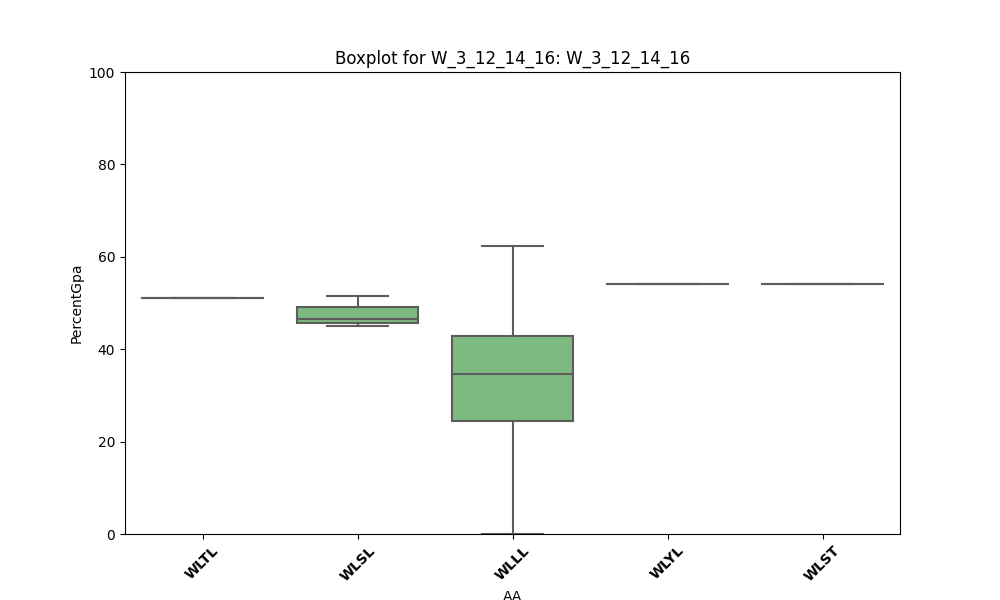 Boxplot for W_3_12_14_16: W_3_12_14_16
PercentGpa
100
80
60
40
20
0
WLTL
WLSL
WLLL
WLYL
WLST
AA